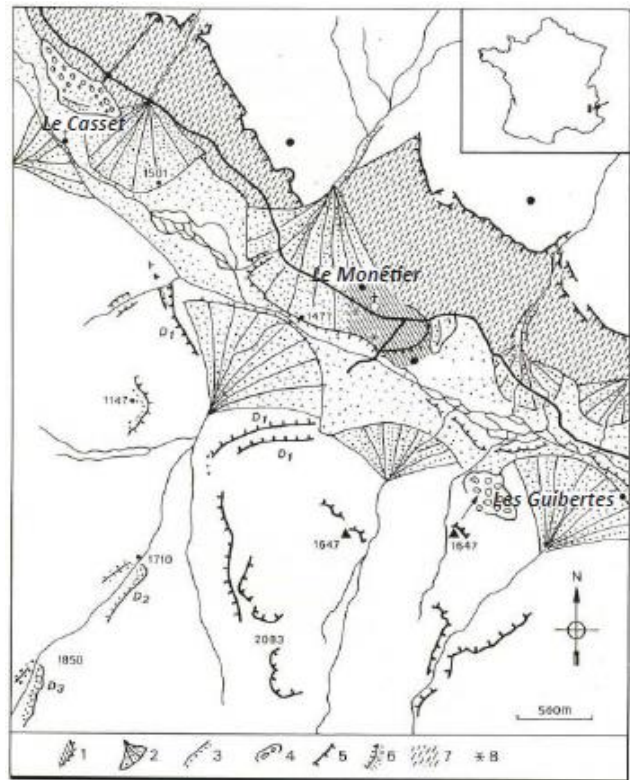 Le Casset
1501
Le Monêtier
1471
D1
1147
D1
D1
Les Guibertes
1647
1647
1710
D2
2083
N
1850
D3
500m
1 2 3 4 5 6 7 8